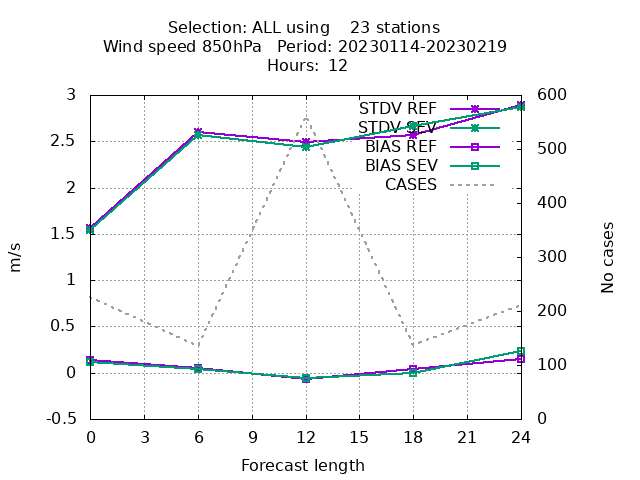 Selection: ALL using 23 stations
Wind speed 850hPa Period: 20230114-20230219
Hours: 12
3
2.5
2
1.5
1
0.5
0
-0.5
600
500
400
300
200
100
0
STDV REF
STDV SEV
BIAS REF
BIAS SEV
CASES
m/s
No cases
0 3 6 9 12 15 18 21 24
Forecast length